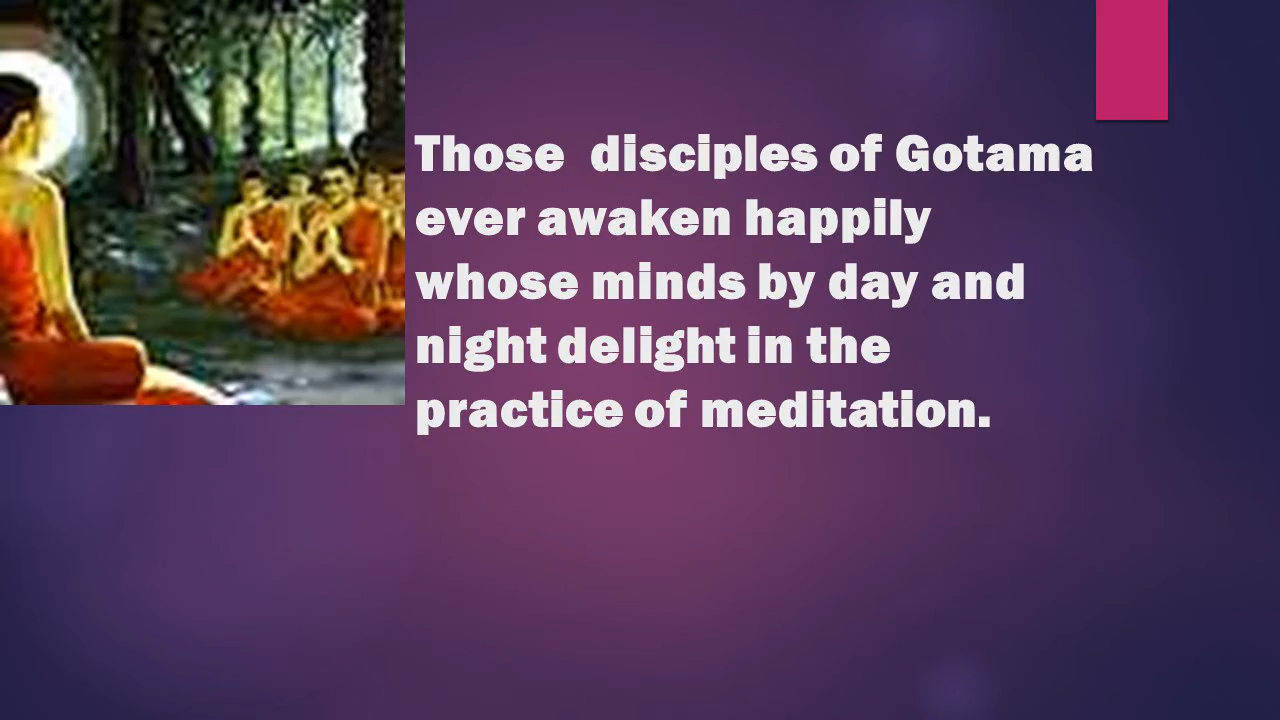 Those  disciples of Gotama
ever awaken happily
whose minds by day and
night delight in the
practice of meditation.